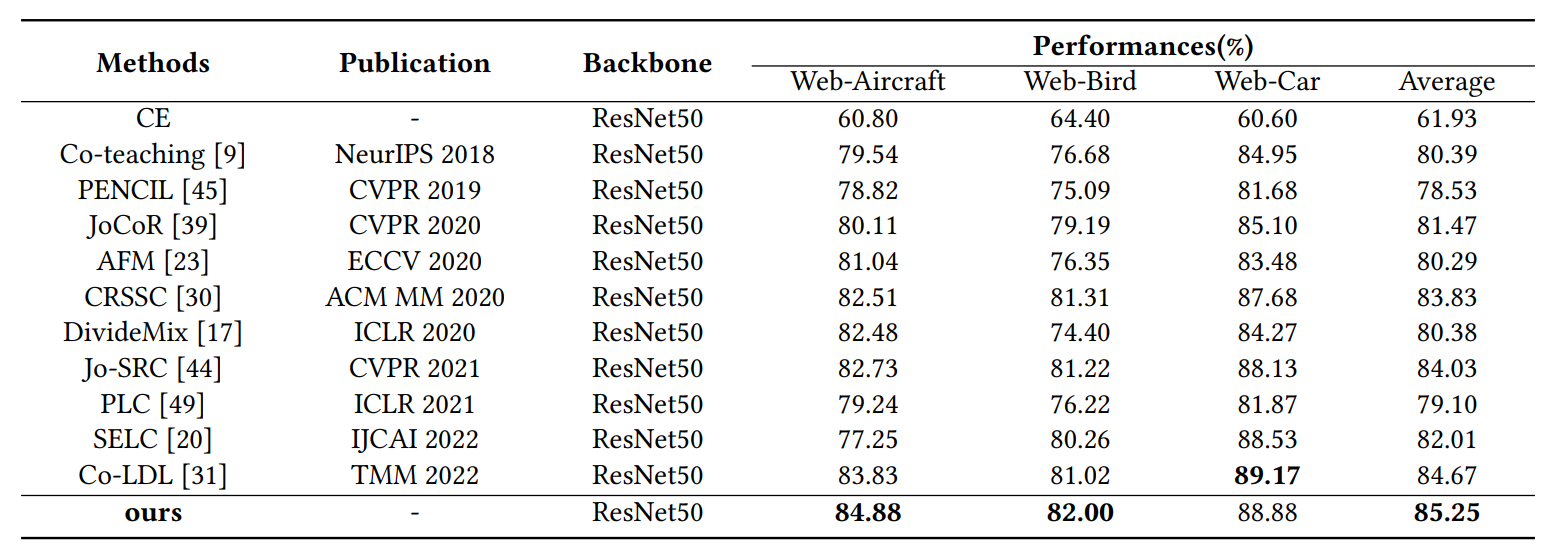 Methods Publication Backbone Performances(%)
Web-Aircraft Web-Bird Web-Car Average
CE - ResNet50 60.80 64.40 60.60 61.93
Co-teaching [9] NeurIPS 2018 ResNet50 79.54 76.68 84.95 80.39
PENCIL [45] CVPR 2019 ResNet50 78.82 75.09 81.68 78.53
JoCoR [39] CVPR 2020 ResNet50 80.11 79.19 85.10 81.47
AFM [23] ECCV 2020 ResNet50 81.04 76.35 83.48 80.29
CRSSC [30] ACM MM 2020 ResNet50 82.51 81.31 87.68 83.83
DivideMix [17] ICLR 2020 ResNet50 82.48 74.40 84.27 80.38
Jo-SRC [44] CVPR 2021 ResNet50 82.73 81.22 88.13 84.03
PLC [49] ICLR 2021 ResNet50 79.24 76.22 81.87 79.10
SELC [20] IJCAI 2022 ResNet50 77.25 80.26 88.53 82.01
Co-LDL [31] TMM 2022 ResNet50 83.83 81.02 89.17 84.67
ours - ResNet50 84.88 82.00 88.88 85.25